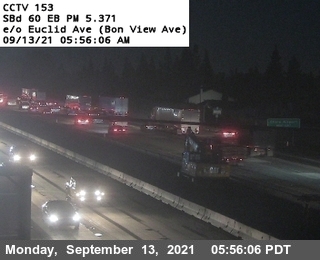 CCTV 153
SBd 60 EB PM 5.371
e/o Euclid Ave (Bon View Ave)
09/13/21 05:56:06 AM
Monday, September 13, 2021 05:56:06 PDT